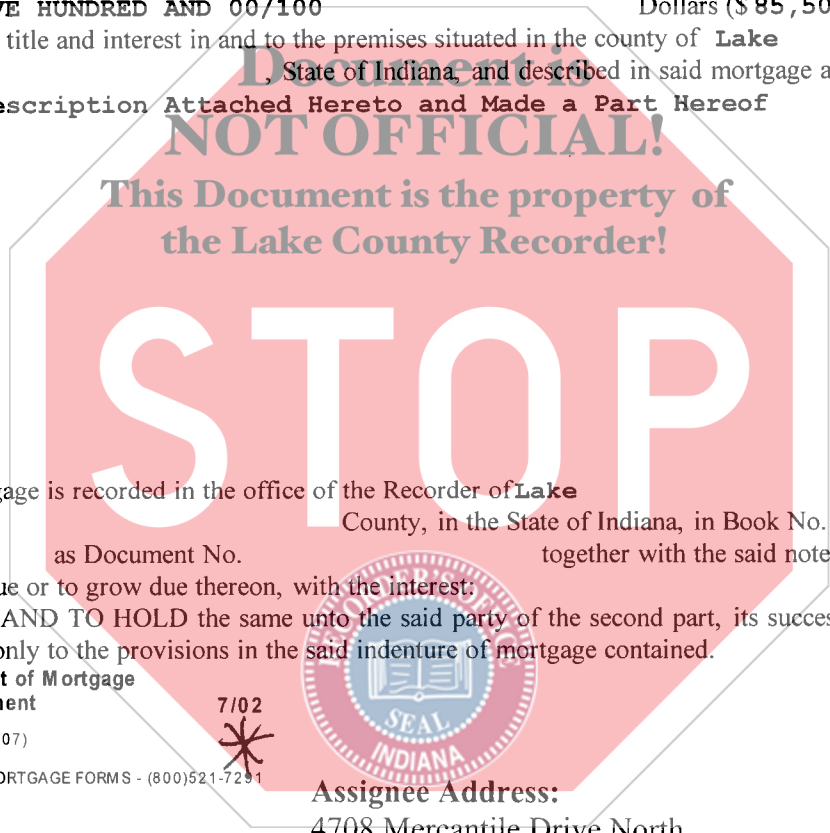 VE HUNDRED AND 00/100 Dollars ($ 85,50
title and interest in and to the premises situated in the county of Lake
, State of Indiana, and described in said mortgage a
Document is
escription Attached Hereto and Made a Part Hereof
NOT OFFICIAL!
This Document is the property of
the Lake County Recorder!
STOP
gage is recorded in the office of the Recorder of Lake
County, in the State of Indiana, in Book No.
as Document No. together with the said note
ue or to grow due thereon, with the interest:
AND TO HOLD the same unto the said party of the second part, its succes
only to the provisions in the said indenture of mortgage contained.
t of Mortgage
nent 7/02
07)
ORTGAGE FORMS - (800)521-7291
RECORDER'S OFFICE
SEAL
INDIANA
Assignee Address:
4708 Mercantile Drive North